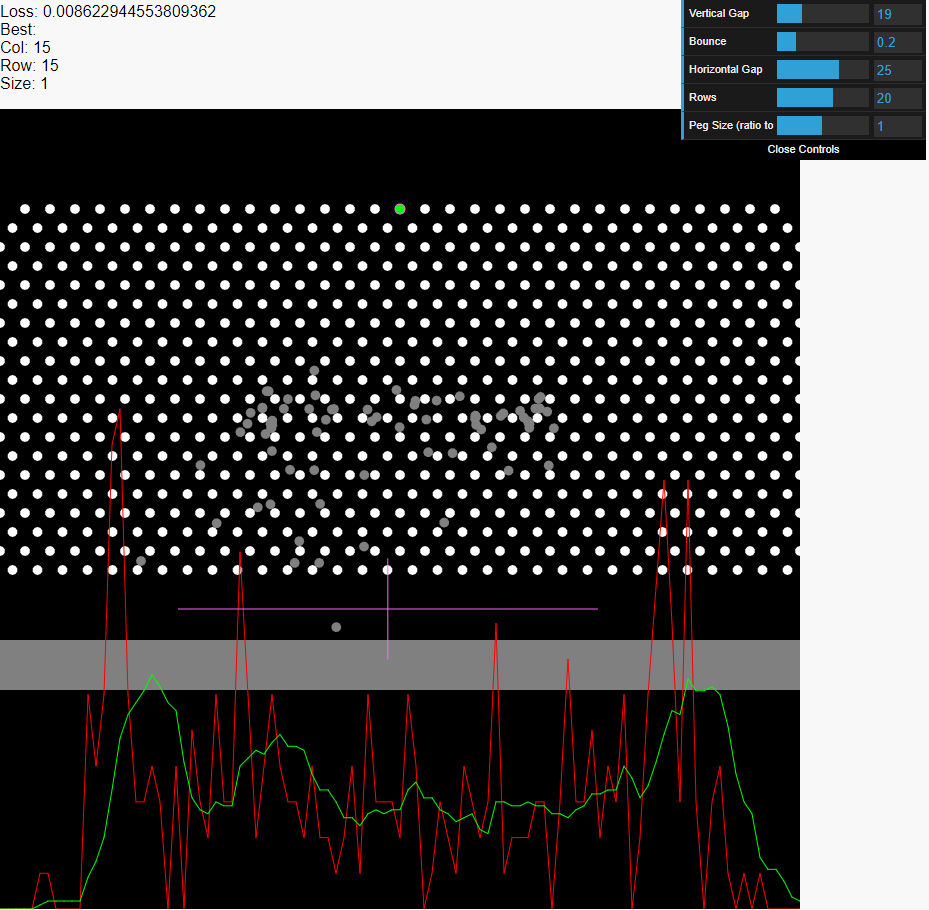 Loss: 0.008622944553809362
Best:
Col: 15
Row: 15
Size: 1
Vertical Gap 19
Bounce 0.2
Horizontal Gap 25
Rows 20
Peg Size (ratio to 1
Close Controls